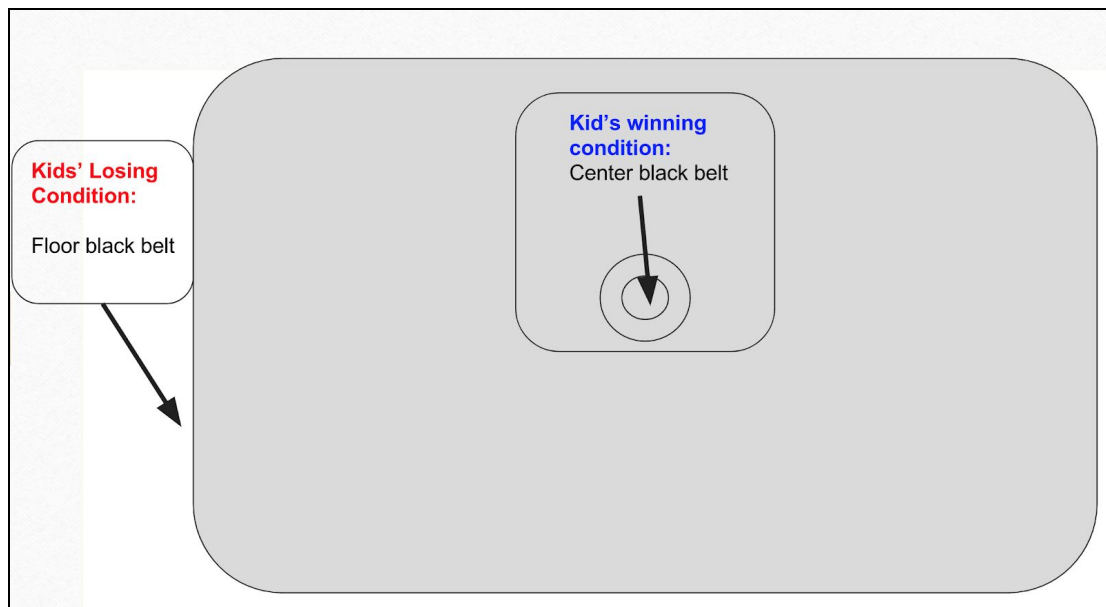 Kids' Losing
Condition:
Floor black belt
Kid's winning
condition:
Center black belt